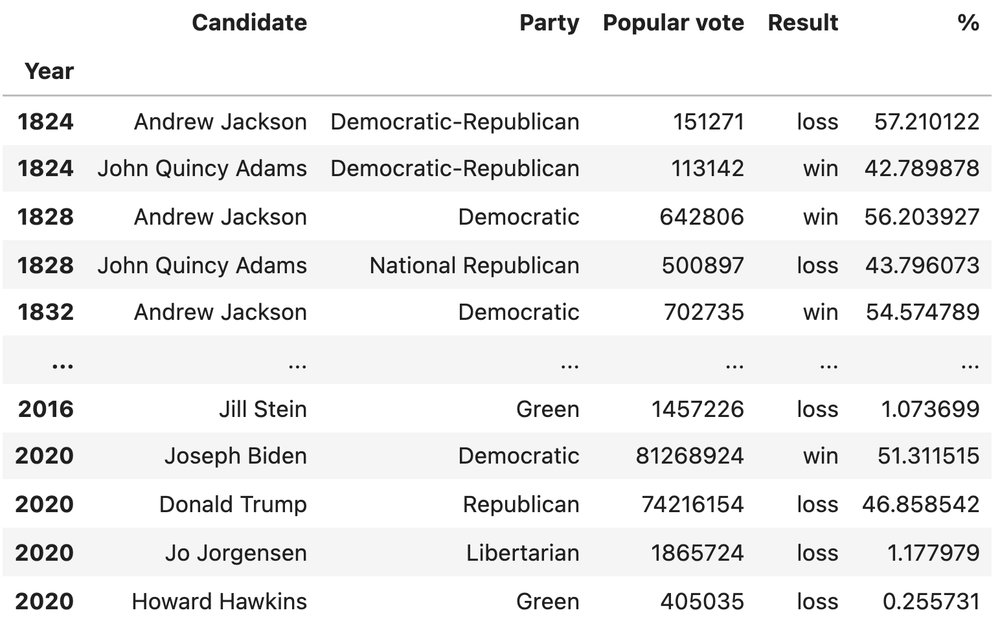 Candidate Party Popular vote Result %
Year
1824 Andrew Jackson Democratic-Republican 151271 loss 57.210122
1824 John Quincy Adams Democratic-Republican 113142 win 42.789878
1828 Andrew Jackson Democratic 642806 win 56.203927
1828 John Quincy Adams National Republican 500897 loss 43.796073
1832 Andrew Jackson Democratic 702735 win 54.574789
... ... ... ... ... ...
2016 Jill Stein Green 1457226 loss 1.073699
2020 Joseph Biden Democratic 81268924 win 51.311515
2020 Donald Trump Republican 74216154 loss 46.858542
2020 Jo Jorgensen Libertarian 1865724 loss 1.177979
2020 Howard Hawkins Green 405035 loss 0.255731